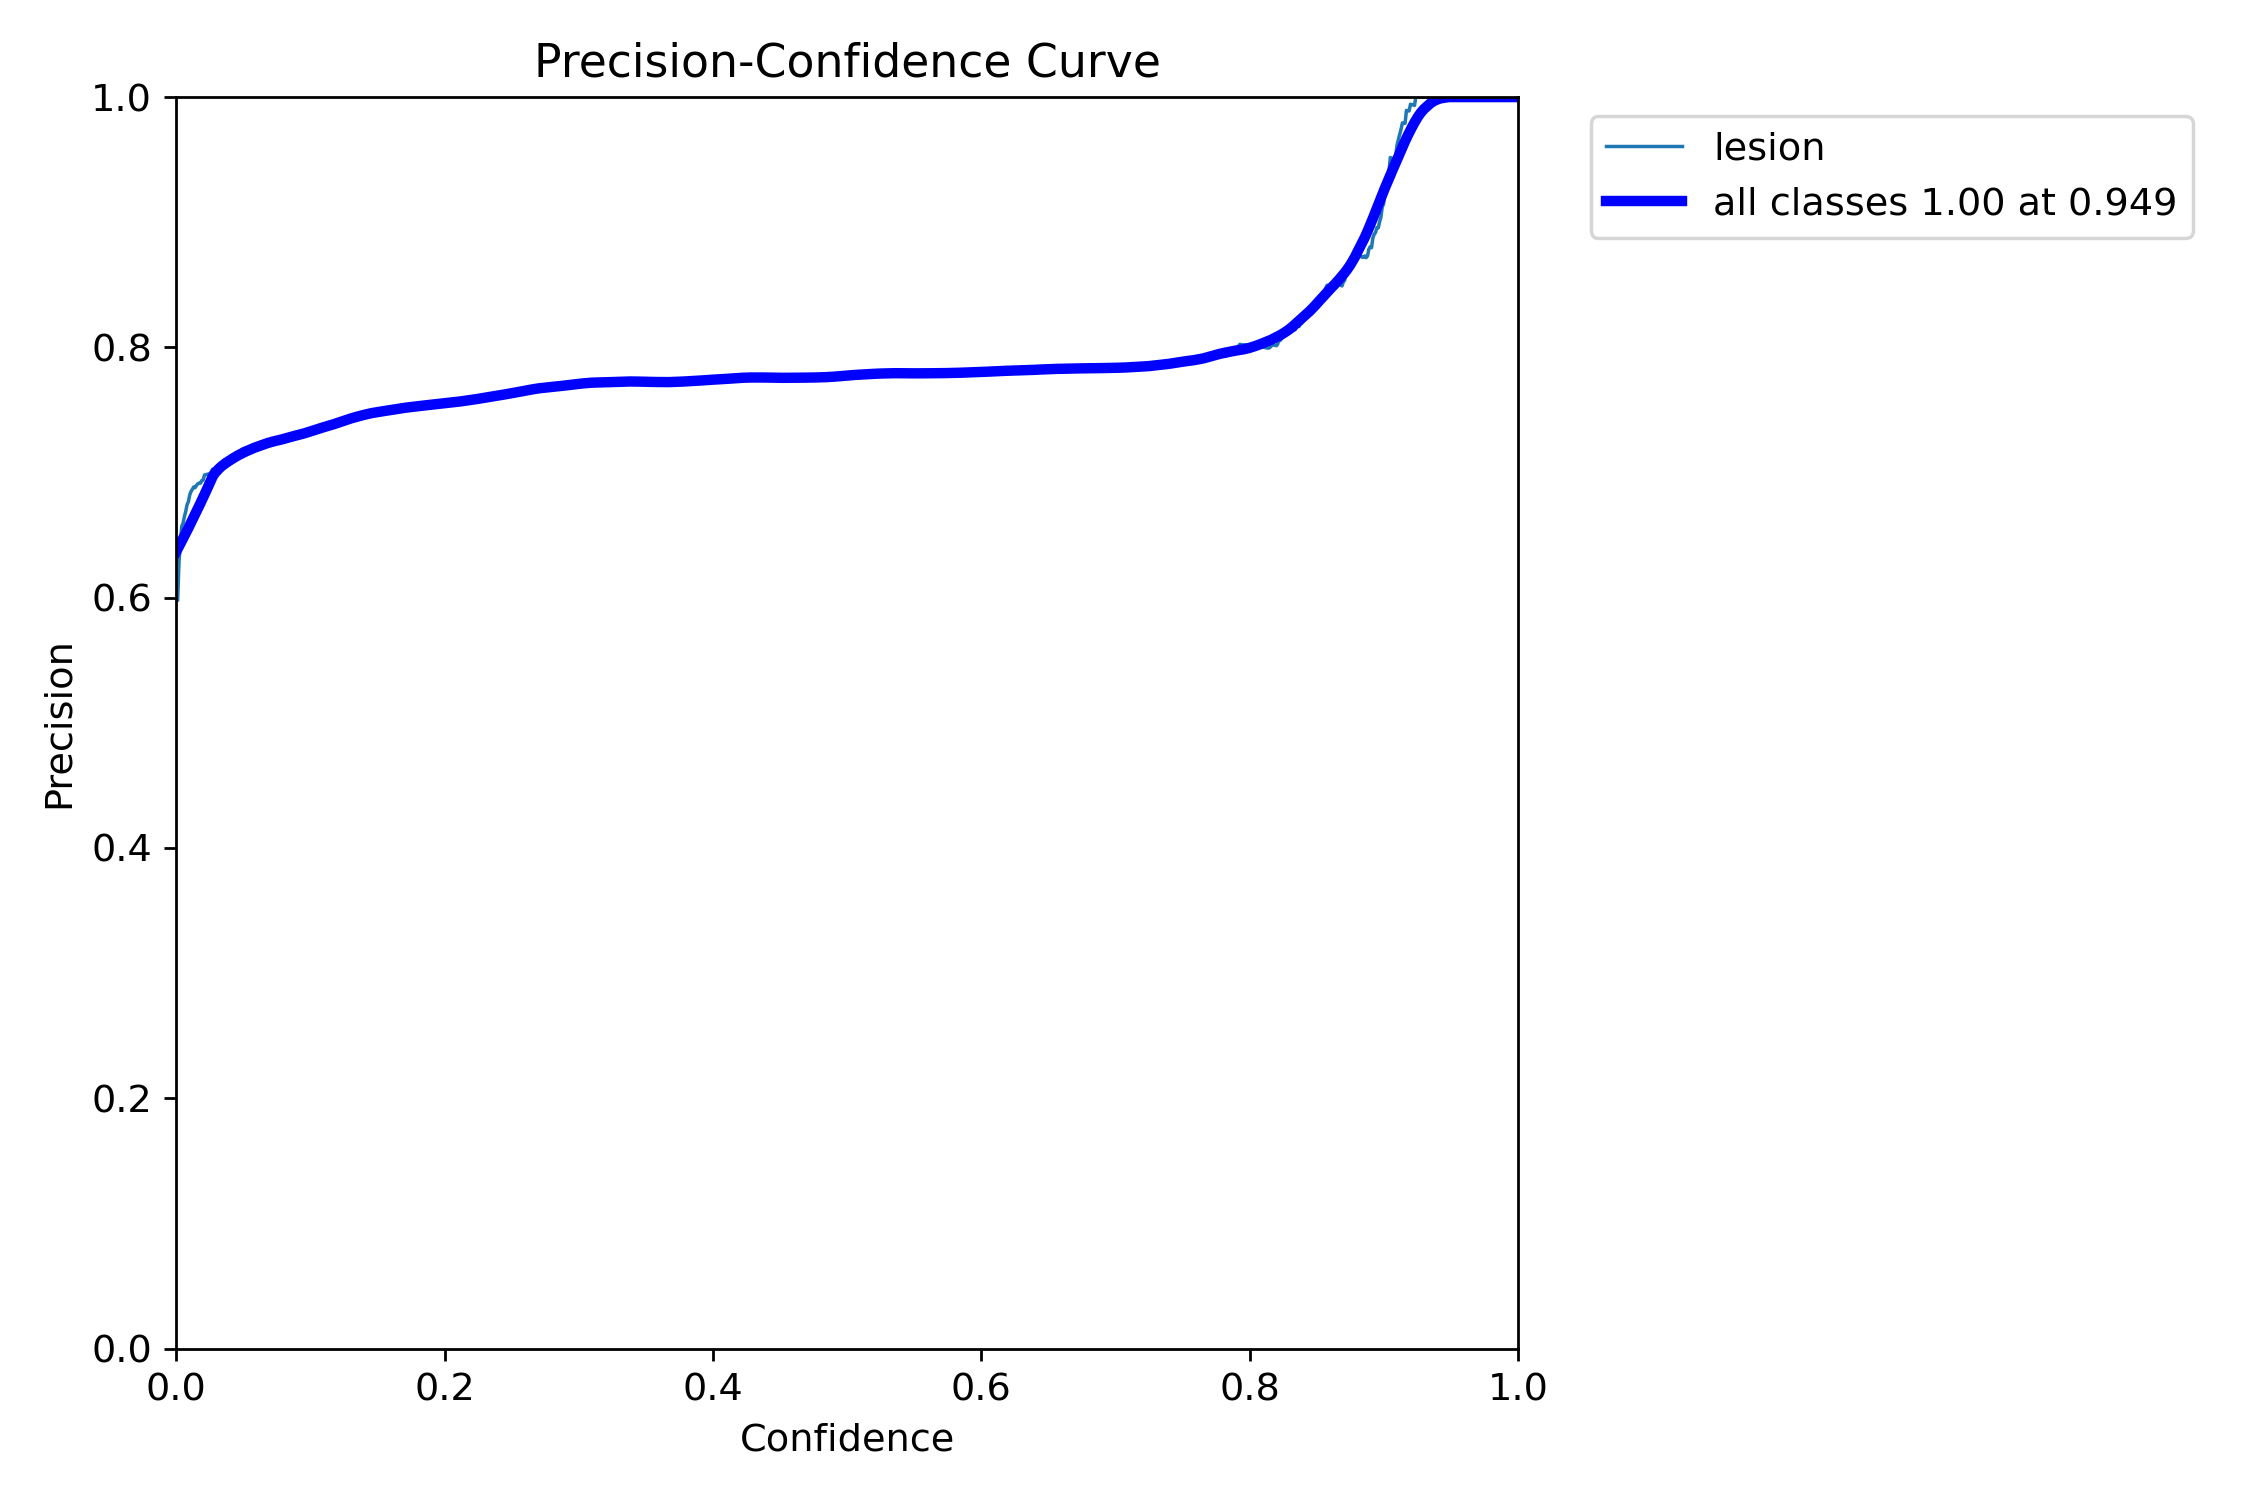 Precision-Confidence Curve
1.0
0.8
0.6
0.4
0.2
0.0
Precision
0.0 0.2 0.4 0.6 0.8 1.0
Confidence
lesion
all classes 1.00 at 0.949